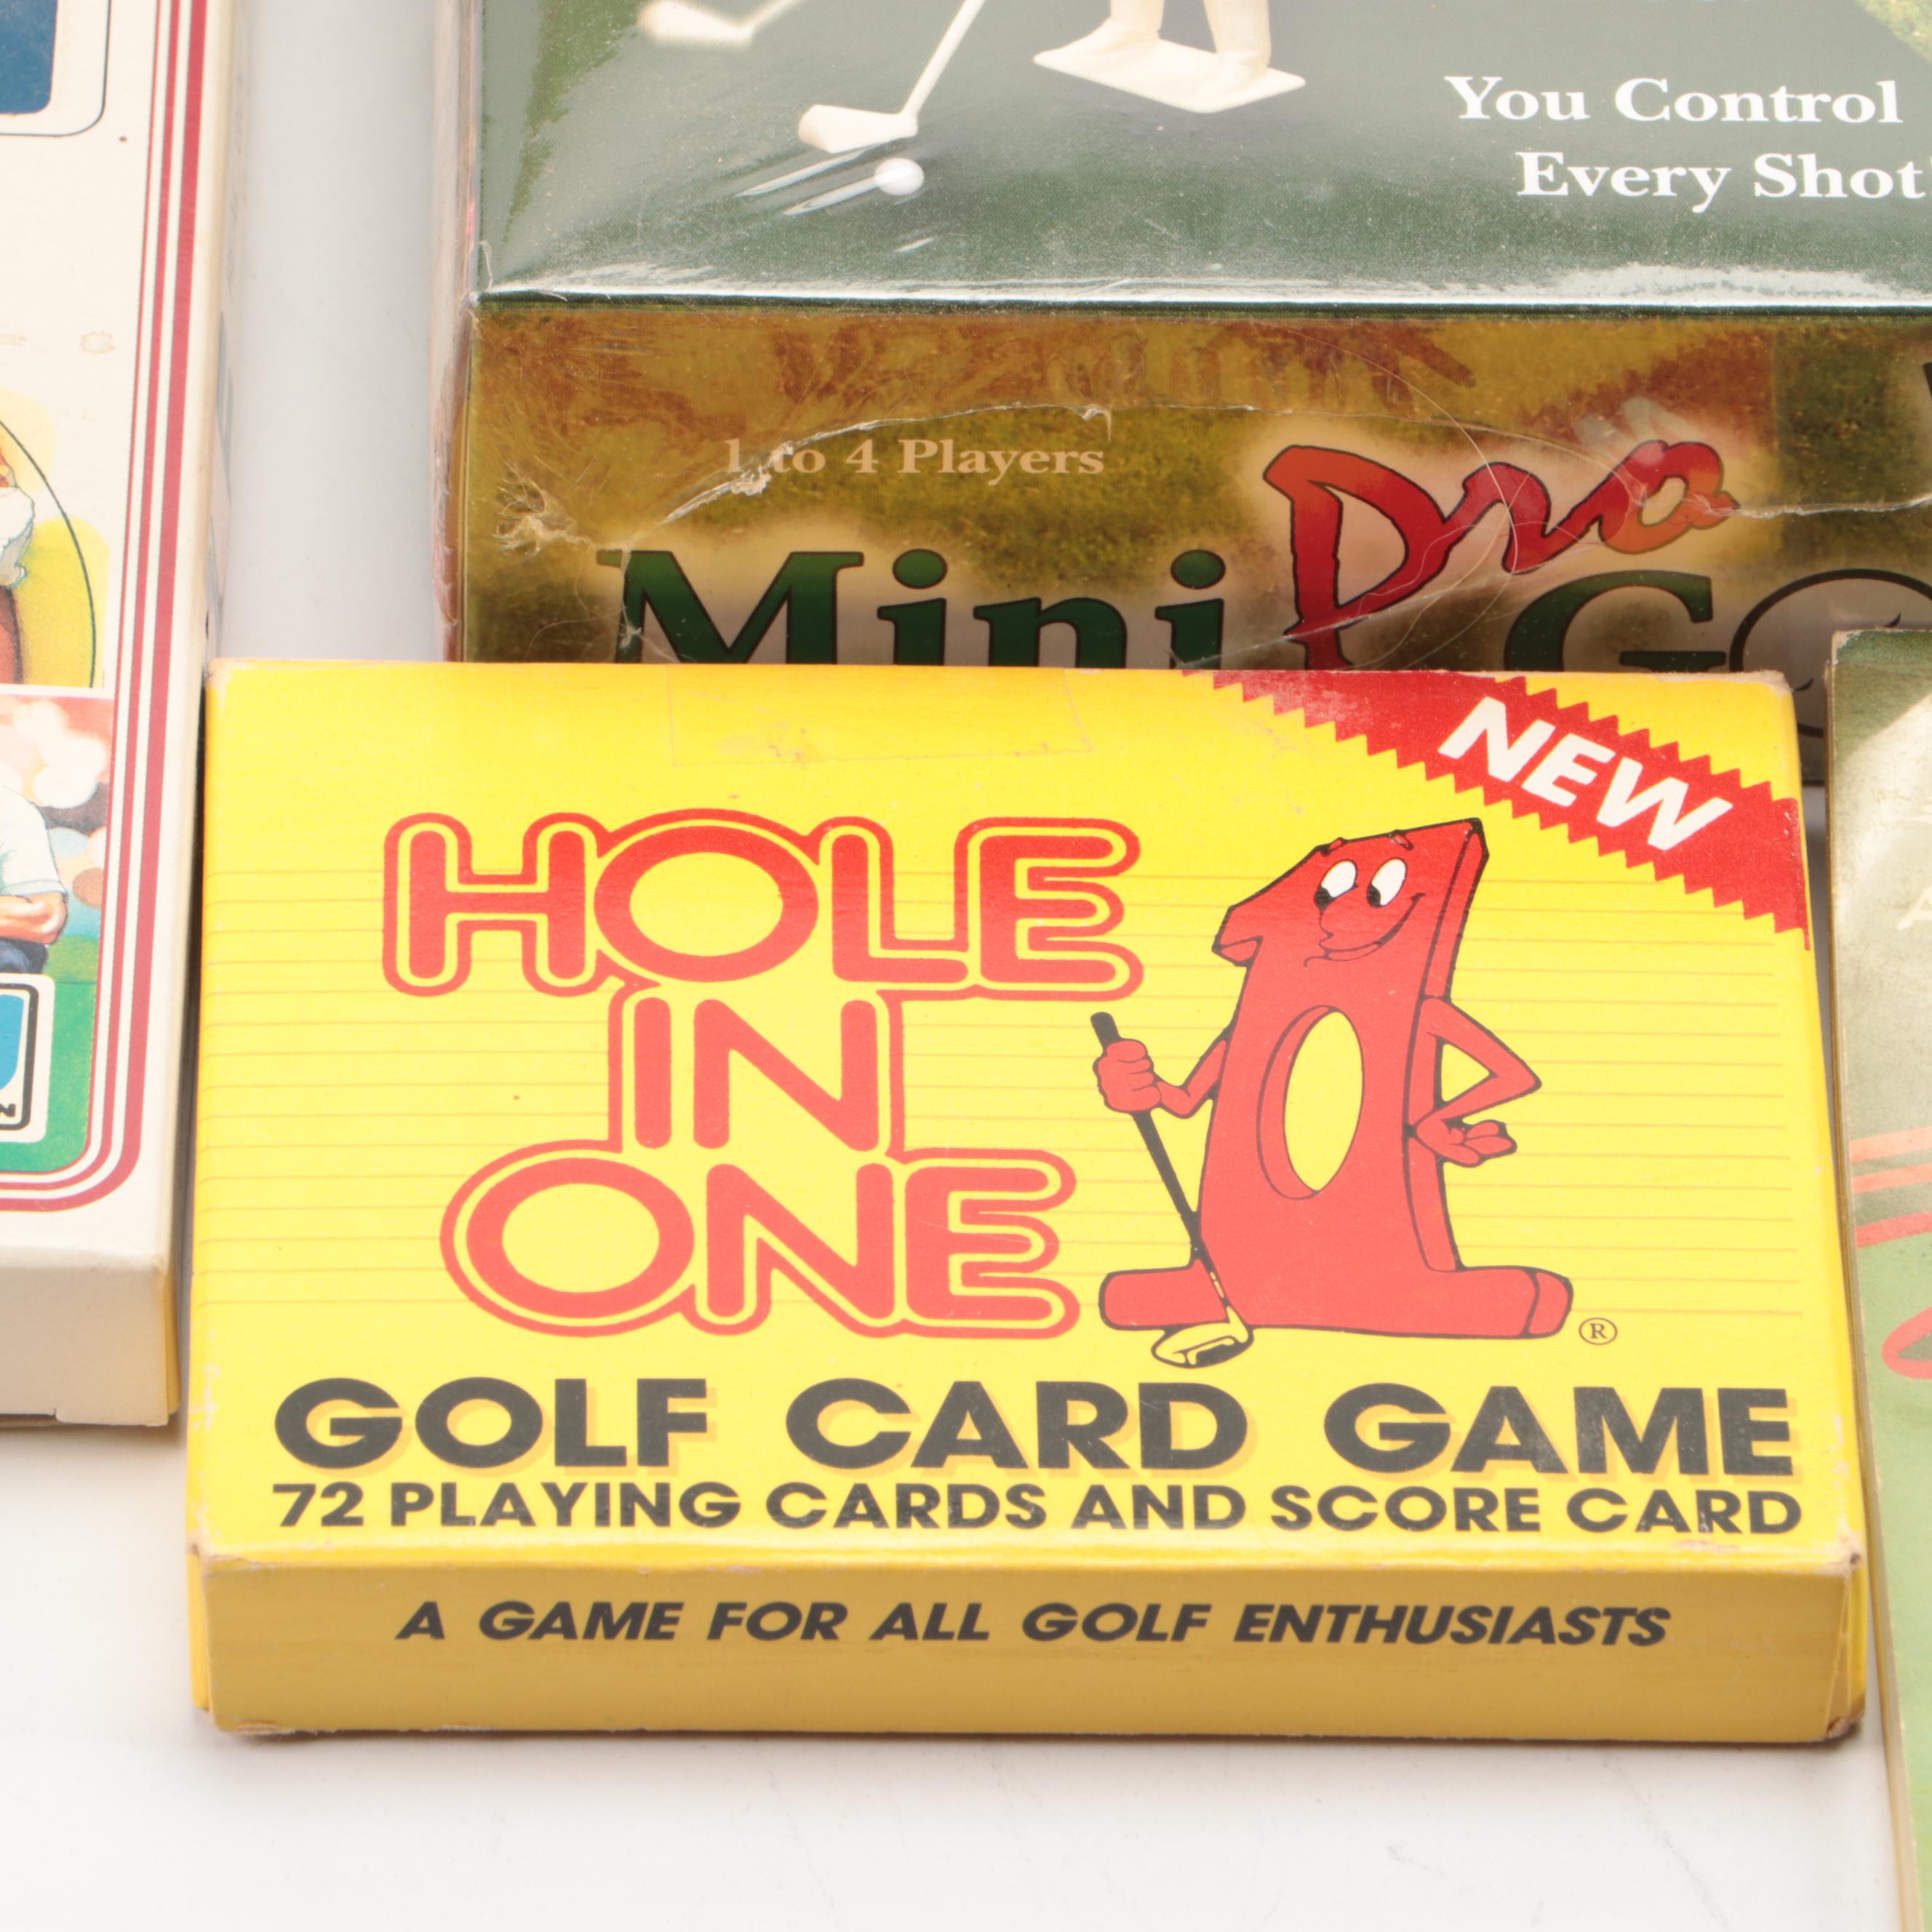 You Control
Every Shot
1 to 4 Players
Mini Pro
NEW
HOLE
IN
ONE
®
GOLF CARD GAME
72 PLAYING CARDS AND SCORE CARD
A GAME FOR ALL GOLF ENTHUSIASTS